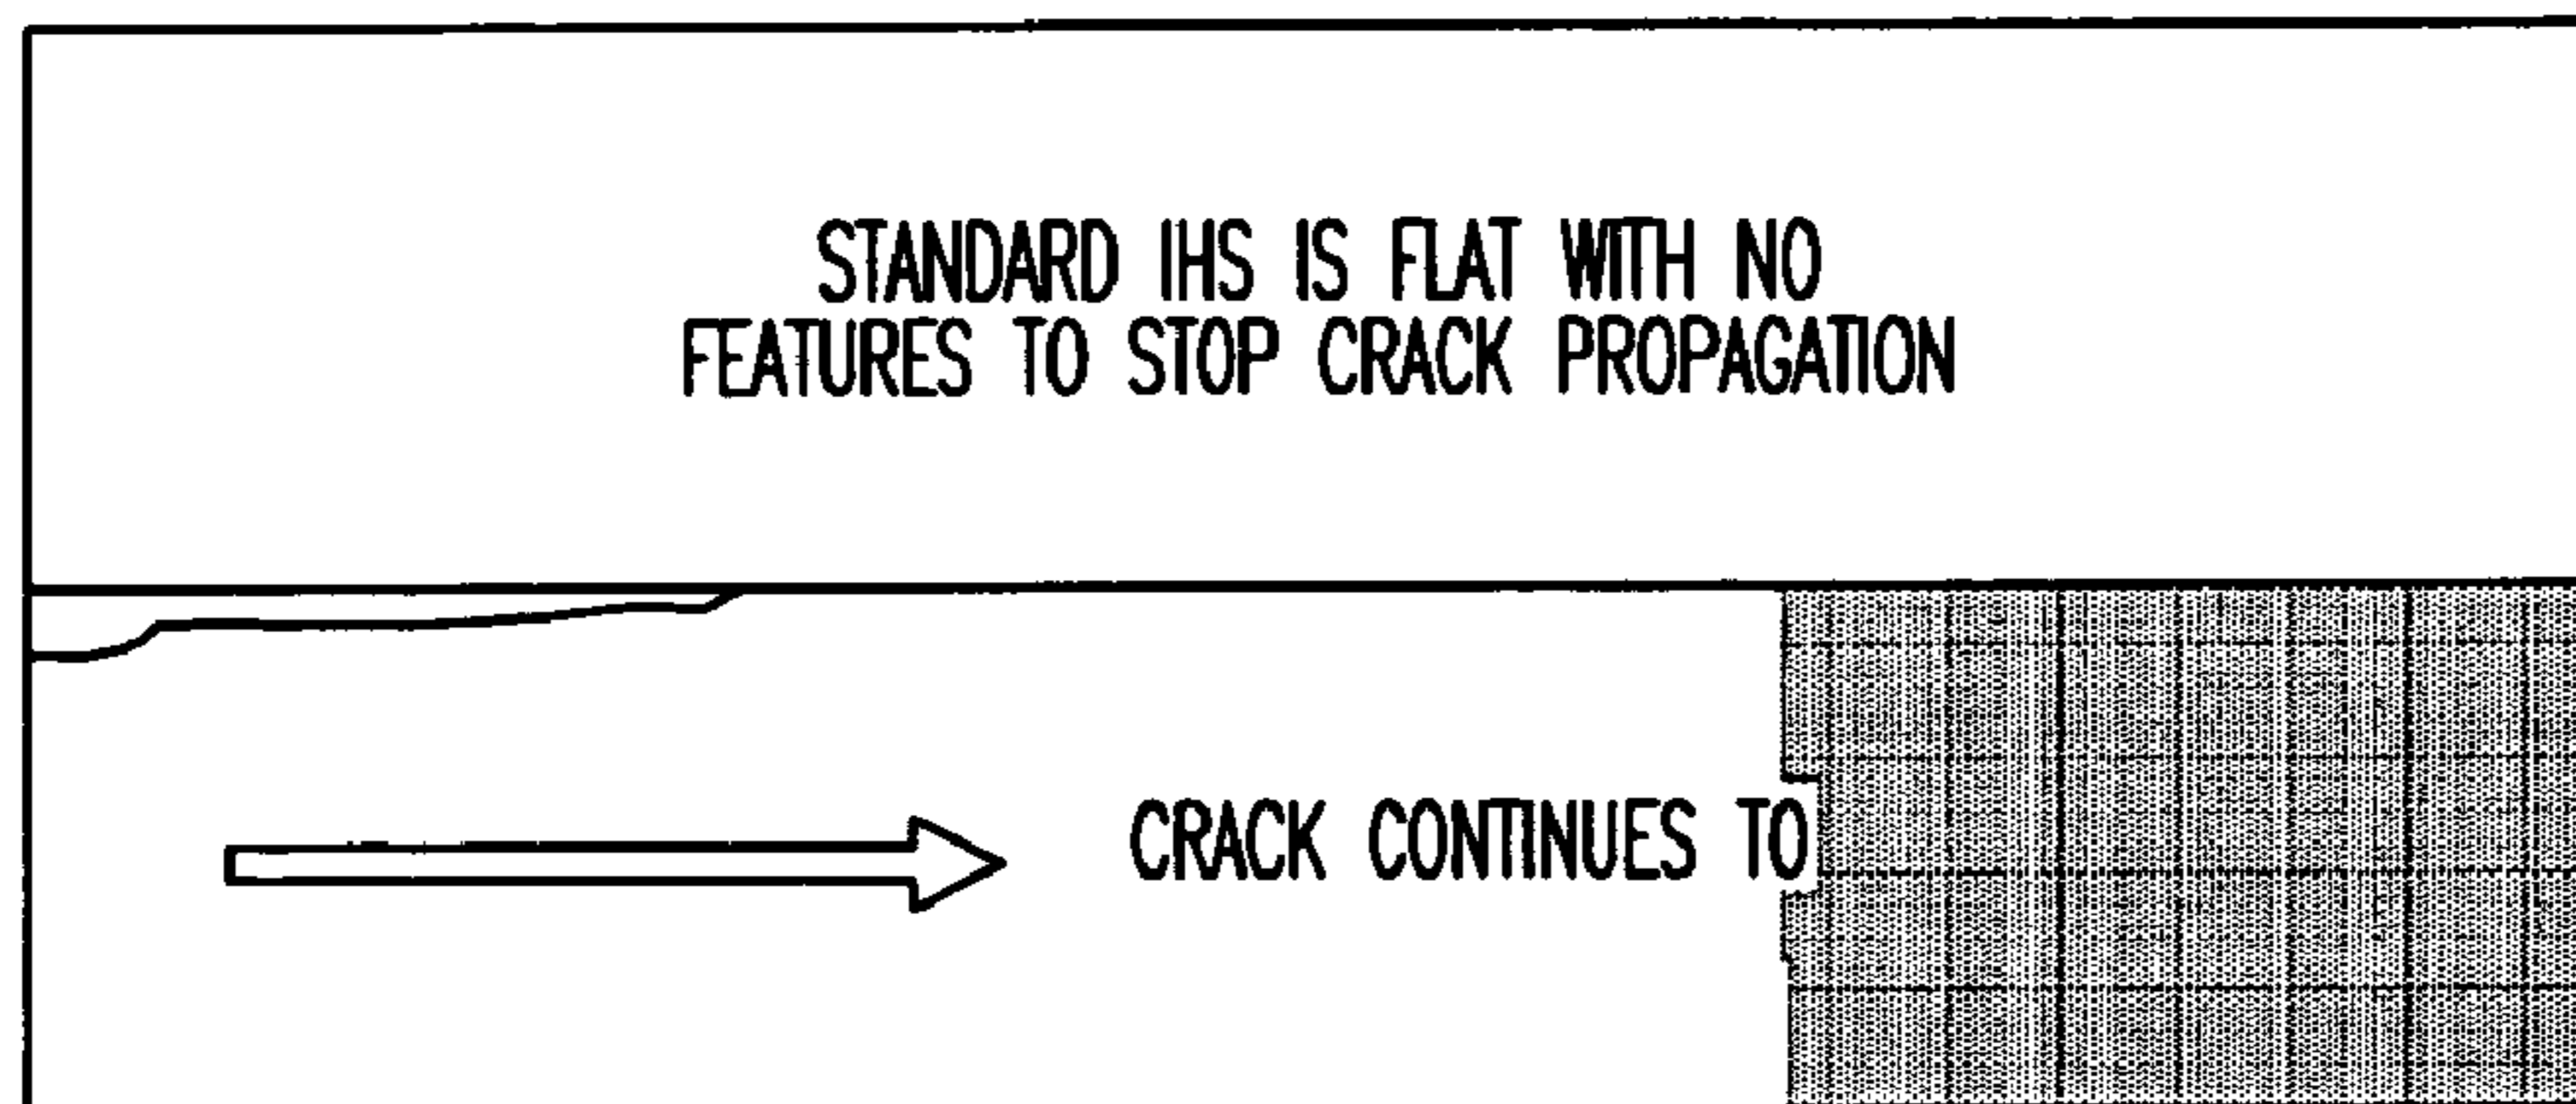 STANDARD IHS IS FLAT WITH NO
FEATURES TO STOP CRACK PROPAGATION
CRACK CONTINUES TO